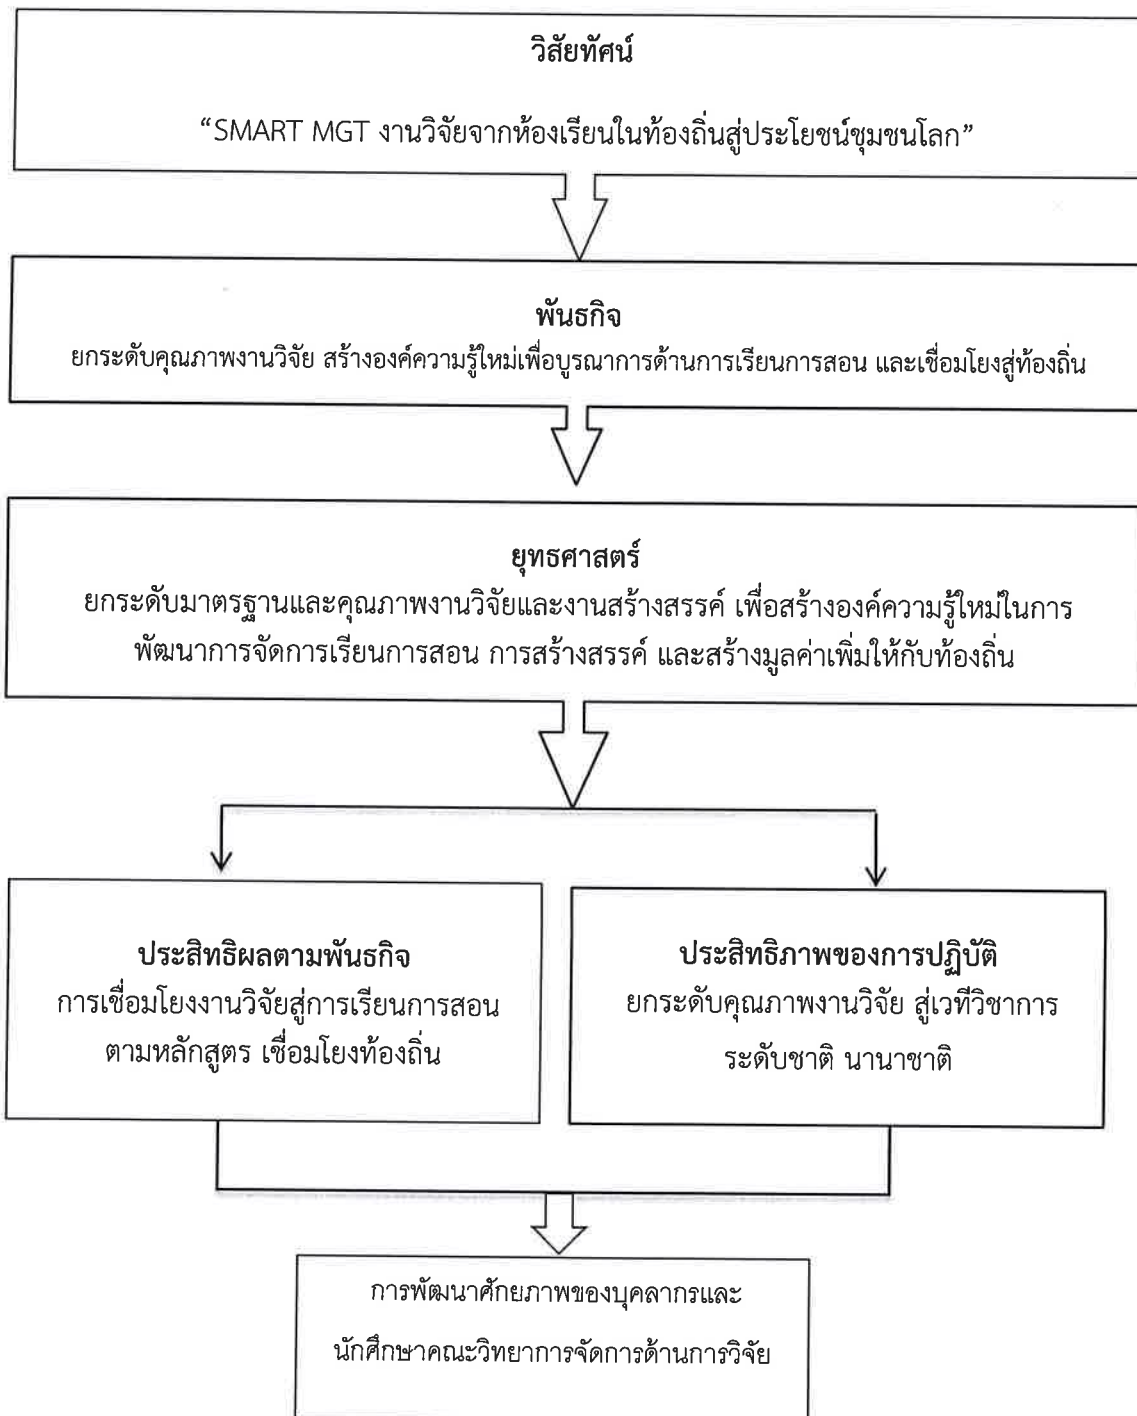 วิสัยทัศน์
“SMART MGT งานวิจัยจากห้องเรียนในท้องถิ่นสู่ประโยชน์ชุมชนโลก”
พันธกิจ
ยกระดับคุณภาพงานวิจัย สร้างองค์ความรู้ใหม่เพื่อบูรณาการด้านการเรียนการสอน และเชื่อมโยงสู่ท้องถิ่น
ยุทธศาสตร์
ยกระดับมาตรฐานและคุณภาพงานวิจัยและงานสร้างสรรค์ เพื่อสร้างองค์ความรู้ใหม่ในการ
พัฒนาการจัดการเรียนการสอน การสร้างสรรค์ และสร้างมูลค่าเพิ่มให้กับท้องถิ่น
ประสิทธิผลตามพันธกิจ
การเชื่อมโยงงานวิจัยสู่การเรียนการสอน
ตามหลักสูตร เชื่อมโยงท้องถิ่น
ประสิทธิภาพของการปฏิบัติ
ยกระดับคุณภาพงานวิจัย สู่เวทีวิชาการ
ระดับชาติ นานาชาติ
การพัฒนาศักยภาพของบุคลากรและ
นักศึกษาคณะวิทยาการจัดการด้านการวิจัย